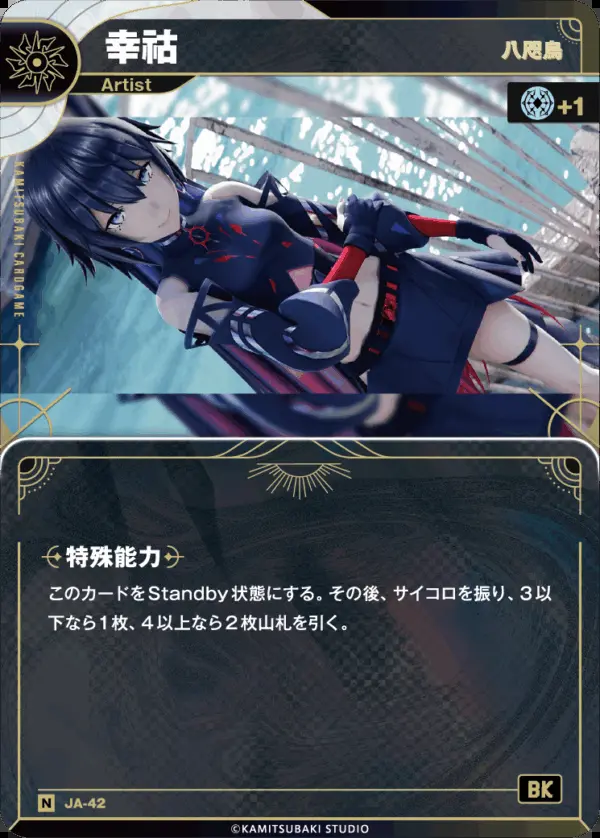 幸祜
八咫烏
Artist
+1
KAMITSUBAKI CARDGAME
特殊能力
このカードをStandby状態にする。その後、サイコロを振り、3以
下なら1枚、4以上なら2枚山札を引く。
BK
N JA-42
©KAMITSUBAKI STUDIO